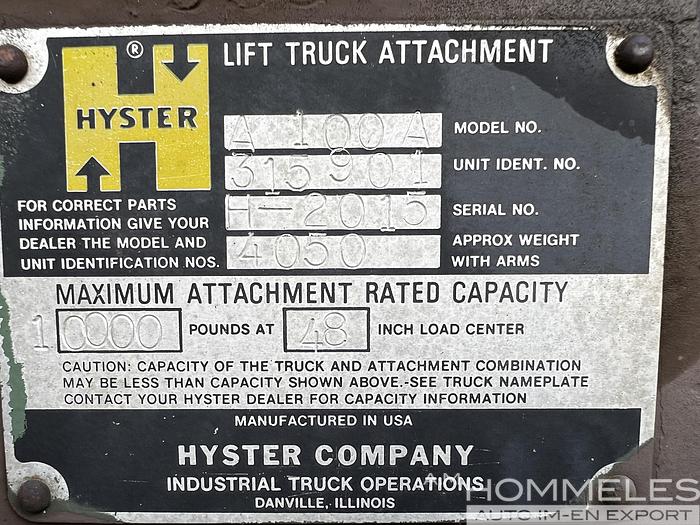 ® LIFT TRUCK ATTACHMENT
HYSTER
A 100A MODEL NO.
315901 UNIT IDENT. NO.
H-2015 SERIAL NO.
4050 APPROX WEIGHT
WITH ARMS
FOR CORRECT PARTS
INFORMATION GIVE YOUR
DEALER THE MODEL AND
UNIT IDENTIFICATION NOS.
MAXIMUM ATTACHMENT RATED CAPACITY
10000 POUNDS AT 48 INCH LOAD CENTER
CAUTION: CAPACITY OF THE TRUCK AND ATTACHMENT COMBINATION
MAY BE LESS THAN CAPACITY SHOWN ABOVE.-SEE TRUCK NAMEPLATE
CONTACT YOUR HYSTER DEALER FOR CAPACITY INFORMATION
MANUFACTURED IN USA
HYSTER COMPANY
INDUSTRIAL TRUCK OPERATIONS
DANVILLE, ILLINOIS
HOMMELES
AUTO IM-EN EXPORT